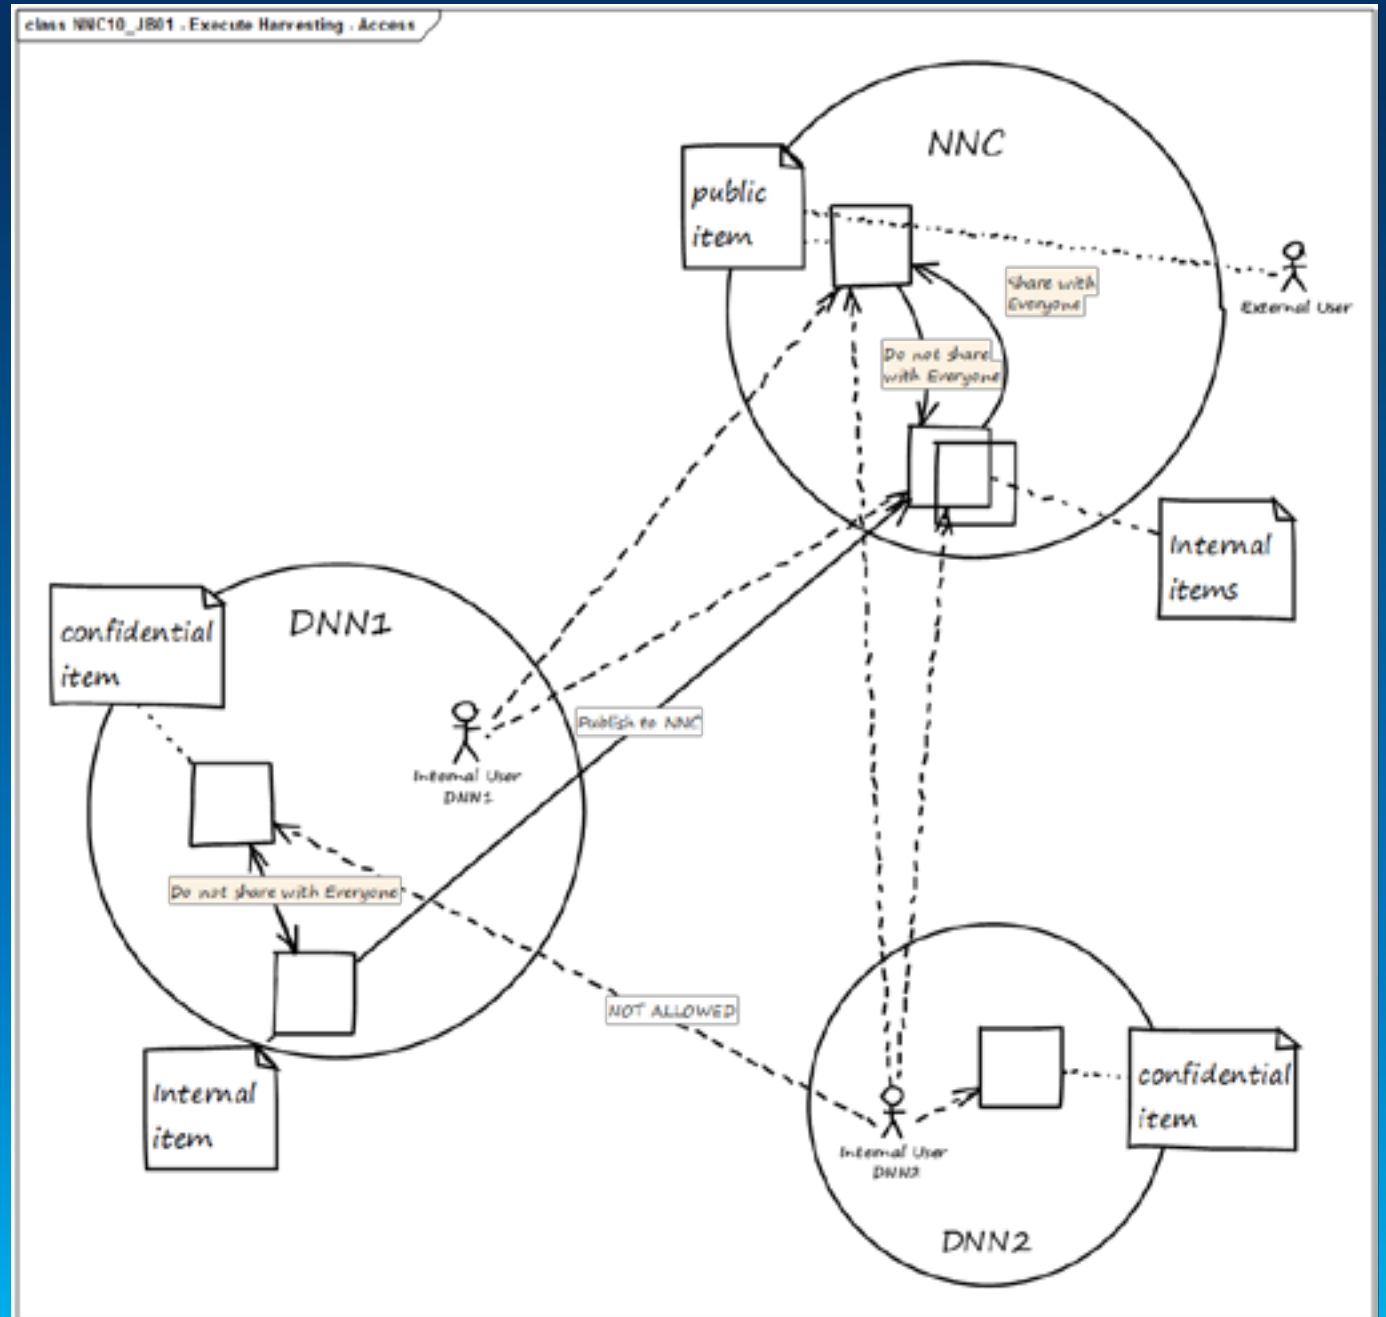 class NNC10_JB01 . Execute Harvesting . Access
NNC
public
item
Share with
Everyone
External User
Do not share
with Everyone
Internal
items
confidential
item
DNN1
Publish to NNC
Internal User
DNN1
Do not share with Everyone
NOT ALLOWED
Internal
item
confidential
item
Internal User
DNN2
DNN2